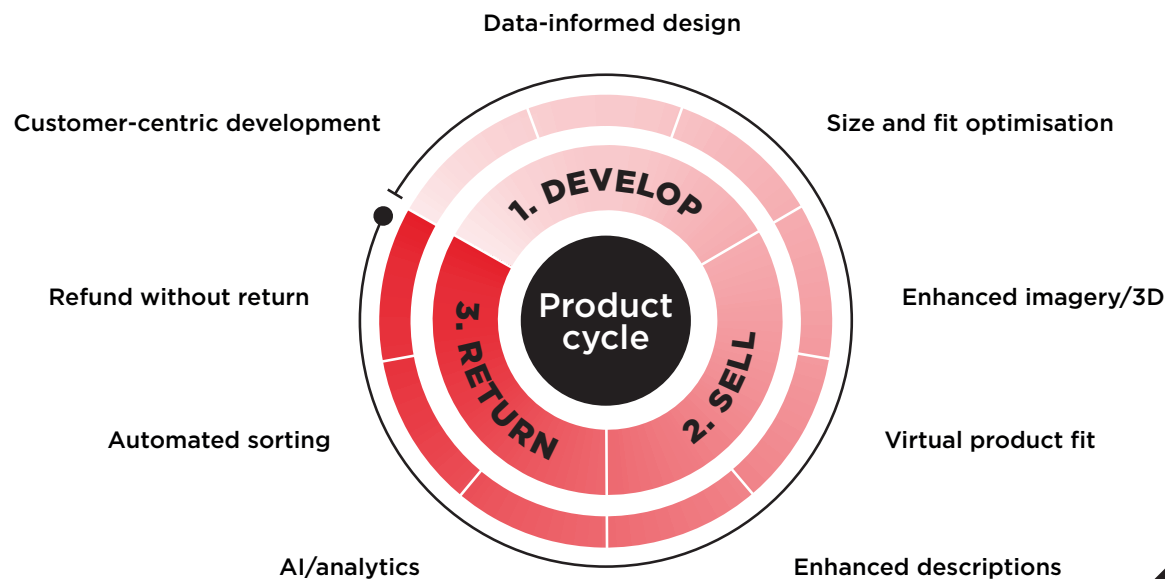 Data-informed design
Customer-centric development
Size and fit optimisation
1. DEVELOP
Refund without return
Enhanced imagery/3D
Product
cycle
3. RETURN
2. SELL
Automated sorting
Virtual product fit
AI/analytics
Enhanced descriptions